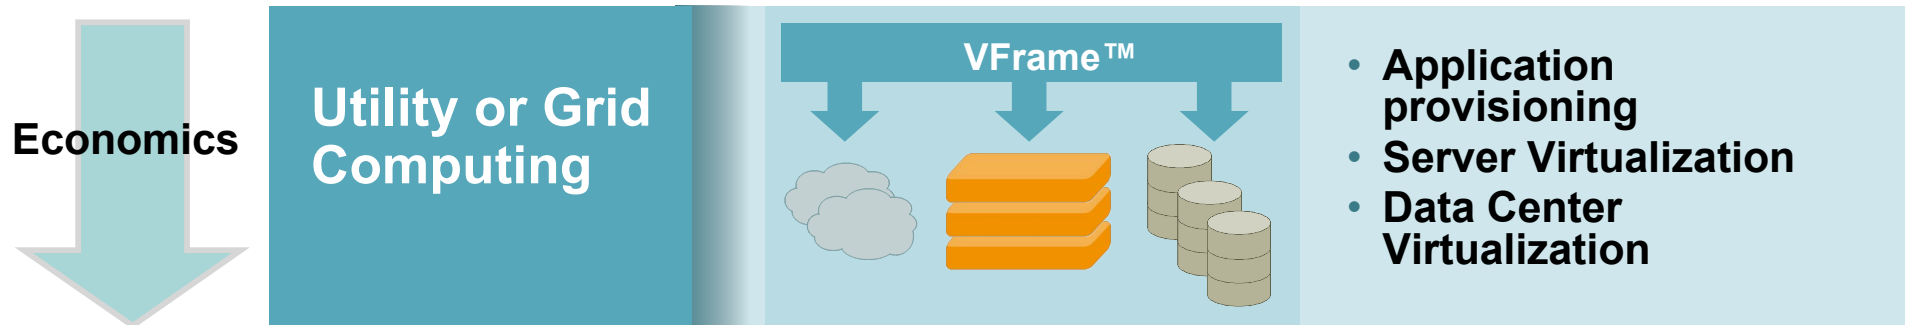 Economics
Utility or Grid
Computing
VFrame™
• Application
provisioning
• Server Virtualization
• Data Center
Virtualization